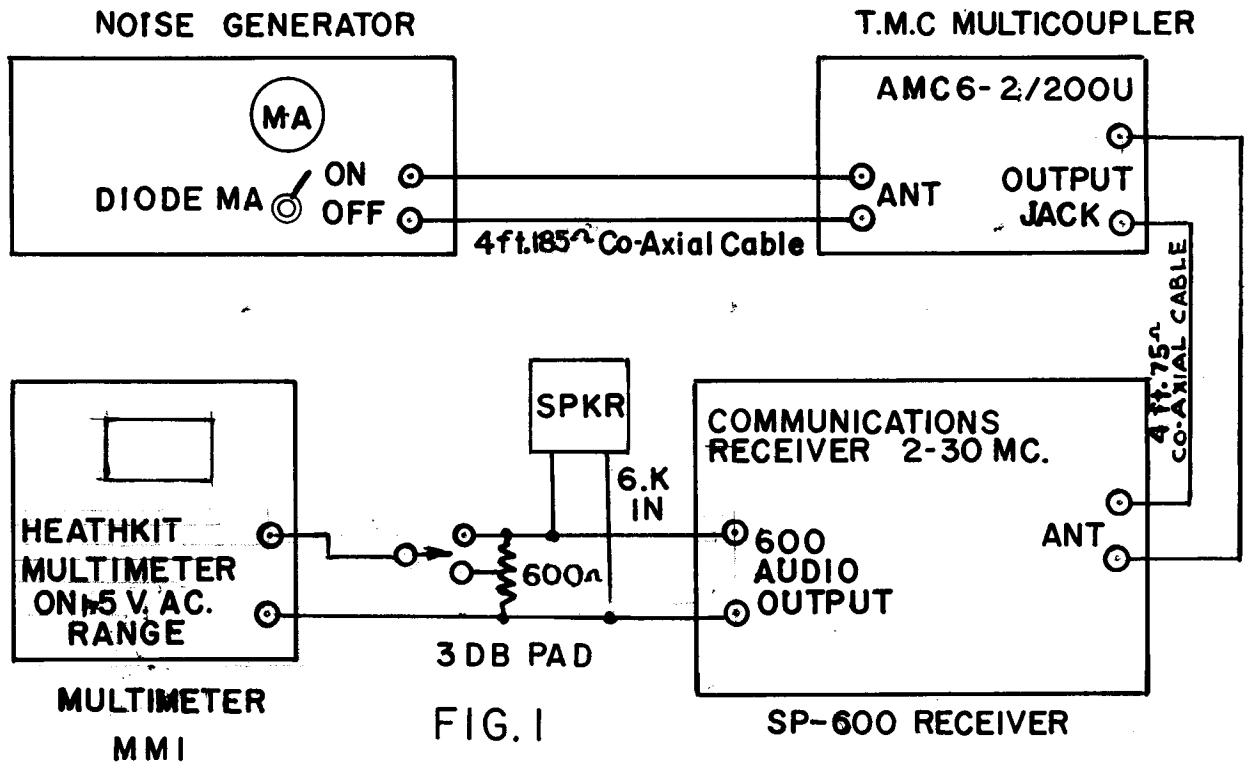 NOISE GENERATOR
T.M.C MULTICOUPLER
AMC6-2/200U
MA
ON
DIODE MA
OFF
ANT
OUTPUT
JACK
4ft.185Ω Co-Axial Cable
4 ft. 75Ω
CO-AXIAL CABLE
SPKR
6.K
IN
COMMUNICATIONS
RECEIVER 2-30 MC.
HEATHKIT
MULTIMETER
ON 1.5 V. AC.
RANGE
600Ω
600
AUDIO
OUTPUT
ANT
3 DB PAD
MULTIMETER
MM1
FIG. 1
SP-600 RECEIVER